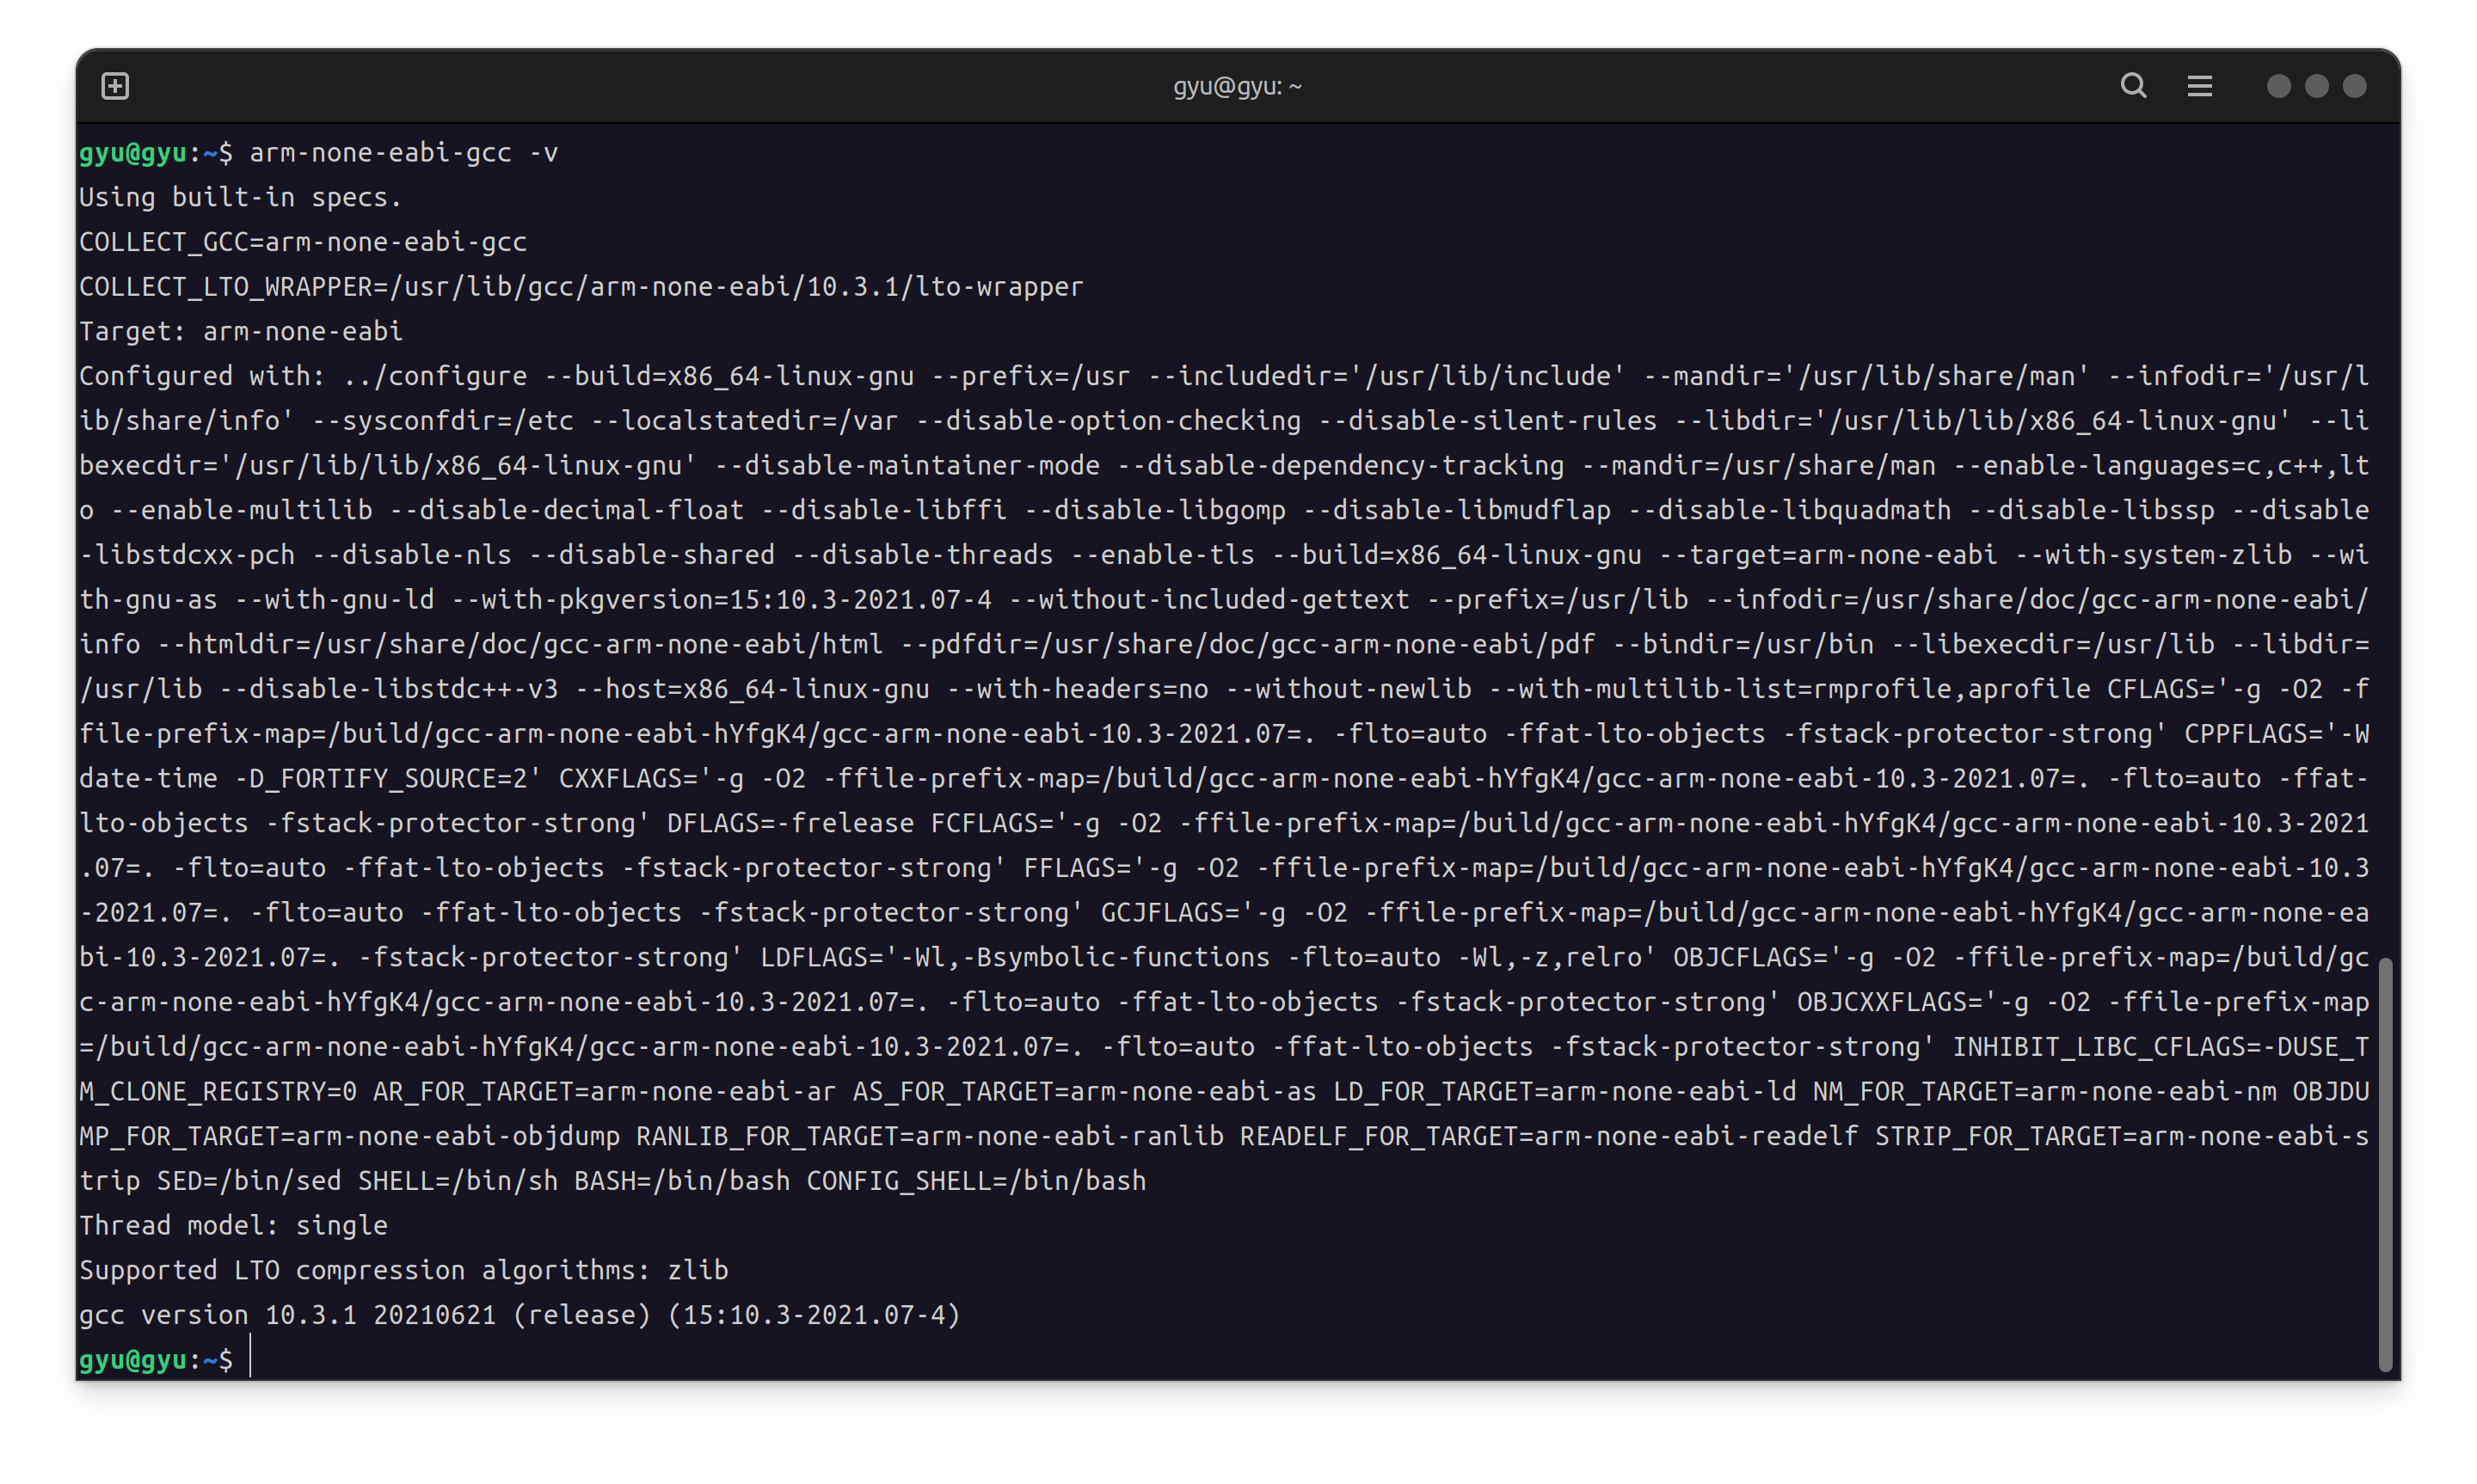 gyu@gyu: ~
gyu@gyu:~$ arm-none-eabi-gcc -v
Using built-in specs.
COLLECT_GCC=arm-none-eabi-gcc
COLLECT_LTO_WRAPPER=/usr/lib/gcc/arm-none-eabi/10.3.1/lto-wrapper
Target: arm-none-eabi
Configured with: ../configure --build=x86_64-linux-gnu --prefix=/usr --includedir='/usr/lib/include' --mandir='/usr/lib/share/man' --infodir='/usr/l
ib/share/info' --sysconfdir=/etc --localstatedir=/var --disable-option-checking --disable-silent-rules --libdir='/usr/lib/lib/x86_64-linux-gnu' --li
bexecdir='/usr/lib/lib/x86_64-linux-gnu' --disable-maintainer-mode --disable-dependency-tracking --mandir=/usr/share/man --enable-languages=c,c++,lt
o --enable-multilib --disable-decimal-float --disable-libffi --disable-libgomp --disable-libmudflap --disable-libquadmath --disable-libssp --disable
-libstdcxx-pch --disable-nls --disable-shared --disable-threads --enable-tls --build=x86_64-linux-gnu --target=arm-none-eabi --with-system-zlib --wi
th-gnu-as --with-gnu-ld --with-pkgversion=15:10.3-2021.07-4 --without-included-gettext --prefix=/usr/lib --infodir=/usr/share/doc/gcc-arm-none-eabi/
info --htmldir=/usr/share/doc/gcc-arm-none-eabi/html --pdfdir=/usr/share/doc/gcc-arm-none-eabi/pdf --bindir=/usr/bin --libexecdir=/usr/lib --libdir=
/usr/lib --disable-libstdc++-v3 --host=x86_64-linux-gnu --with-headers=no --without-newlib --with-multilib-list=rmprofile,aprofile CFLAGS='-g -O2 -f
file-prefix-map=/build/gcc-arm-none-eabi-hYfgK4/gcc-arm-none-eabi-10.3-2021.07=. -flto=auto -ffat-lto-objects -fstack-protector-strong' CPPFLAGS='-W
date-time -D_FORTIFY_SOURCE=2' CXXFLAGS='-g -O2 -ffile-prefix-map=/build/gcc-arm-none-eabi-hYfgK4/gcc-arm-none-eabi-10.3-2021.07=. -flto=auto -ffat-
lto-objects -fstack-protector-strong' DFLAGS=-frelease FCFLAGS='-g -O2 -ffile-prefix-map=/build/gcc-arm-none-eabi-hYfgK4/gcc-arm-none-eabi-10.3-2021
.07=. -flto=auto -ffat-lto-objects -fstack-protector-strong' FFLAGS='-g -O2 -ffile-prefix-map=/build/gcc-arm-none-eabi-hYfgK4/gcc-arm-none-eabi-10.3
-2021.07=. -flto=auto -ffat-lto-objects -fstack-protector-strong' GCJFLAGS='-g -O2 -ffile-prefix-map=/build/gcc-arm-none-eabi-hYfgK4/gcc-arm-none-ea
bi-10.3-2021.07=. -fstack-protector-strong' LDFLAGS='-Wl,-Bsymbolic-functions -flto=auto -Wl,-z,relro' OBJCFLAGS='-g -O2 -ffile-prefix-map=/build/gc
c-arm-none-eabi-hYfgK4/gcc-arm-none-eabi-10.3-2021.07=. -flto=auto -ffat-lto-objects -fstack-protector-strong' OBJCXXFLAGS='-g -O2 -ffile-prefix-map
=/build/gcc-arm-none-eabi-hYfgK4/gcc-arm-none-eabi-10.3-2021.07=. -flto=auto -ffat-lto-objects -fstack-protector-strong' INHIBIT_LIBC_CFLAGS=-DUSE_T
M_CLONE_REGISTRY=0 AR_FOR_TARGET=arm-none-eabi-ar AS_FOR_TARGET=arm-none-eabi-as LD_FOR_TARGET=arm-none-eabi-ld NM_FOR_TARGET=arm-none-eabi-nm OBJDU
MP_FOR_TARGET=arm-none-eabi-objdump RANLIB_FOR_TARGET=arm-none-eabi-ranlib READELF_FOR_TARGET=arm-none-eabi-readelf STRIP_FOR_TARGET=arm-none-eabi-s
trip SED=/bin/sed SHELL=/bin/sh BASH=/bin/bash CONFIG_SHELL=/bin/bash
Thread model: single
Supported LTO compression algorithms: zlib
gcc version 10.3.1 20210621 (release) (15:10.3-2021.07-4)
gyu@gyu:~$